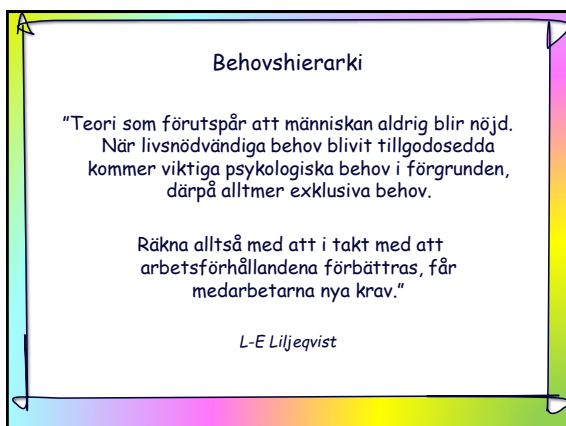 Behovshierarki
”Teori som förutspår att människan aldrig blir nöjd.
När livsnödvändiga behov blivit tillgodosedda
kommer viktiga psykologiska behov i förgrunden,
därpå alltmer exklusiva behov.
Räkna alltså med att i takt med att
arbetsförhållandena förbättras, får
medarbetarna nya krav.”
L-E Liljeqvist